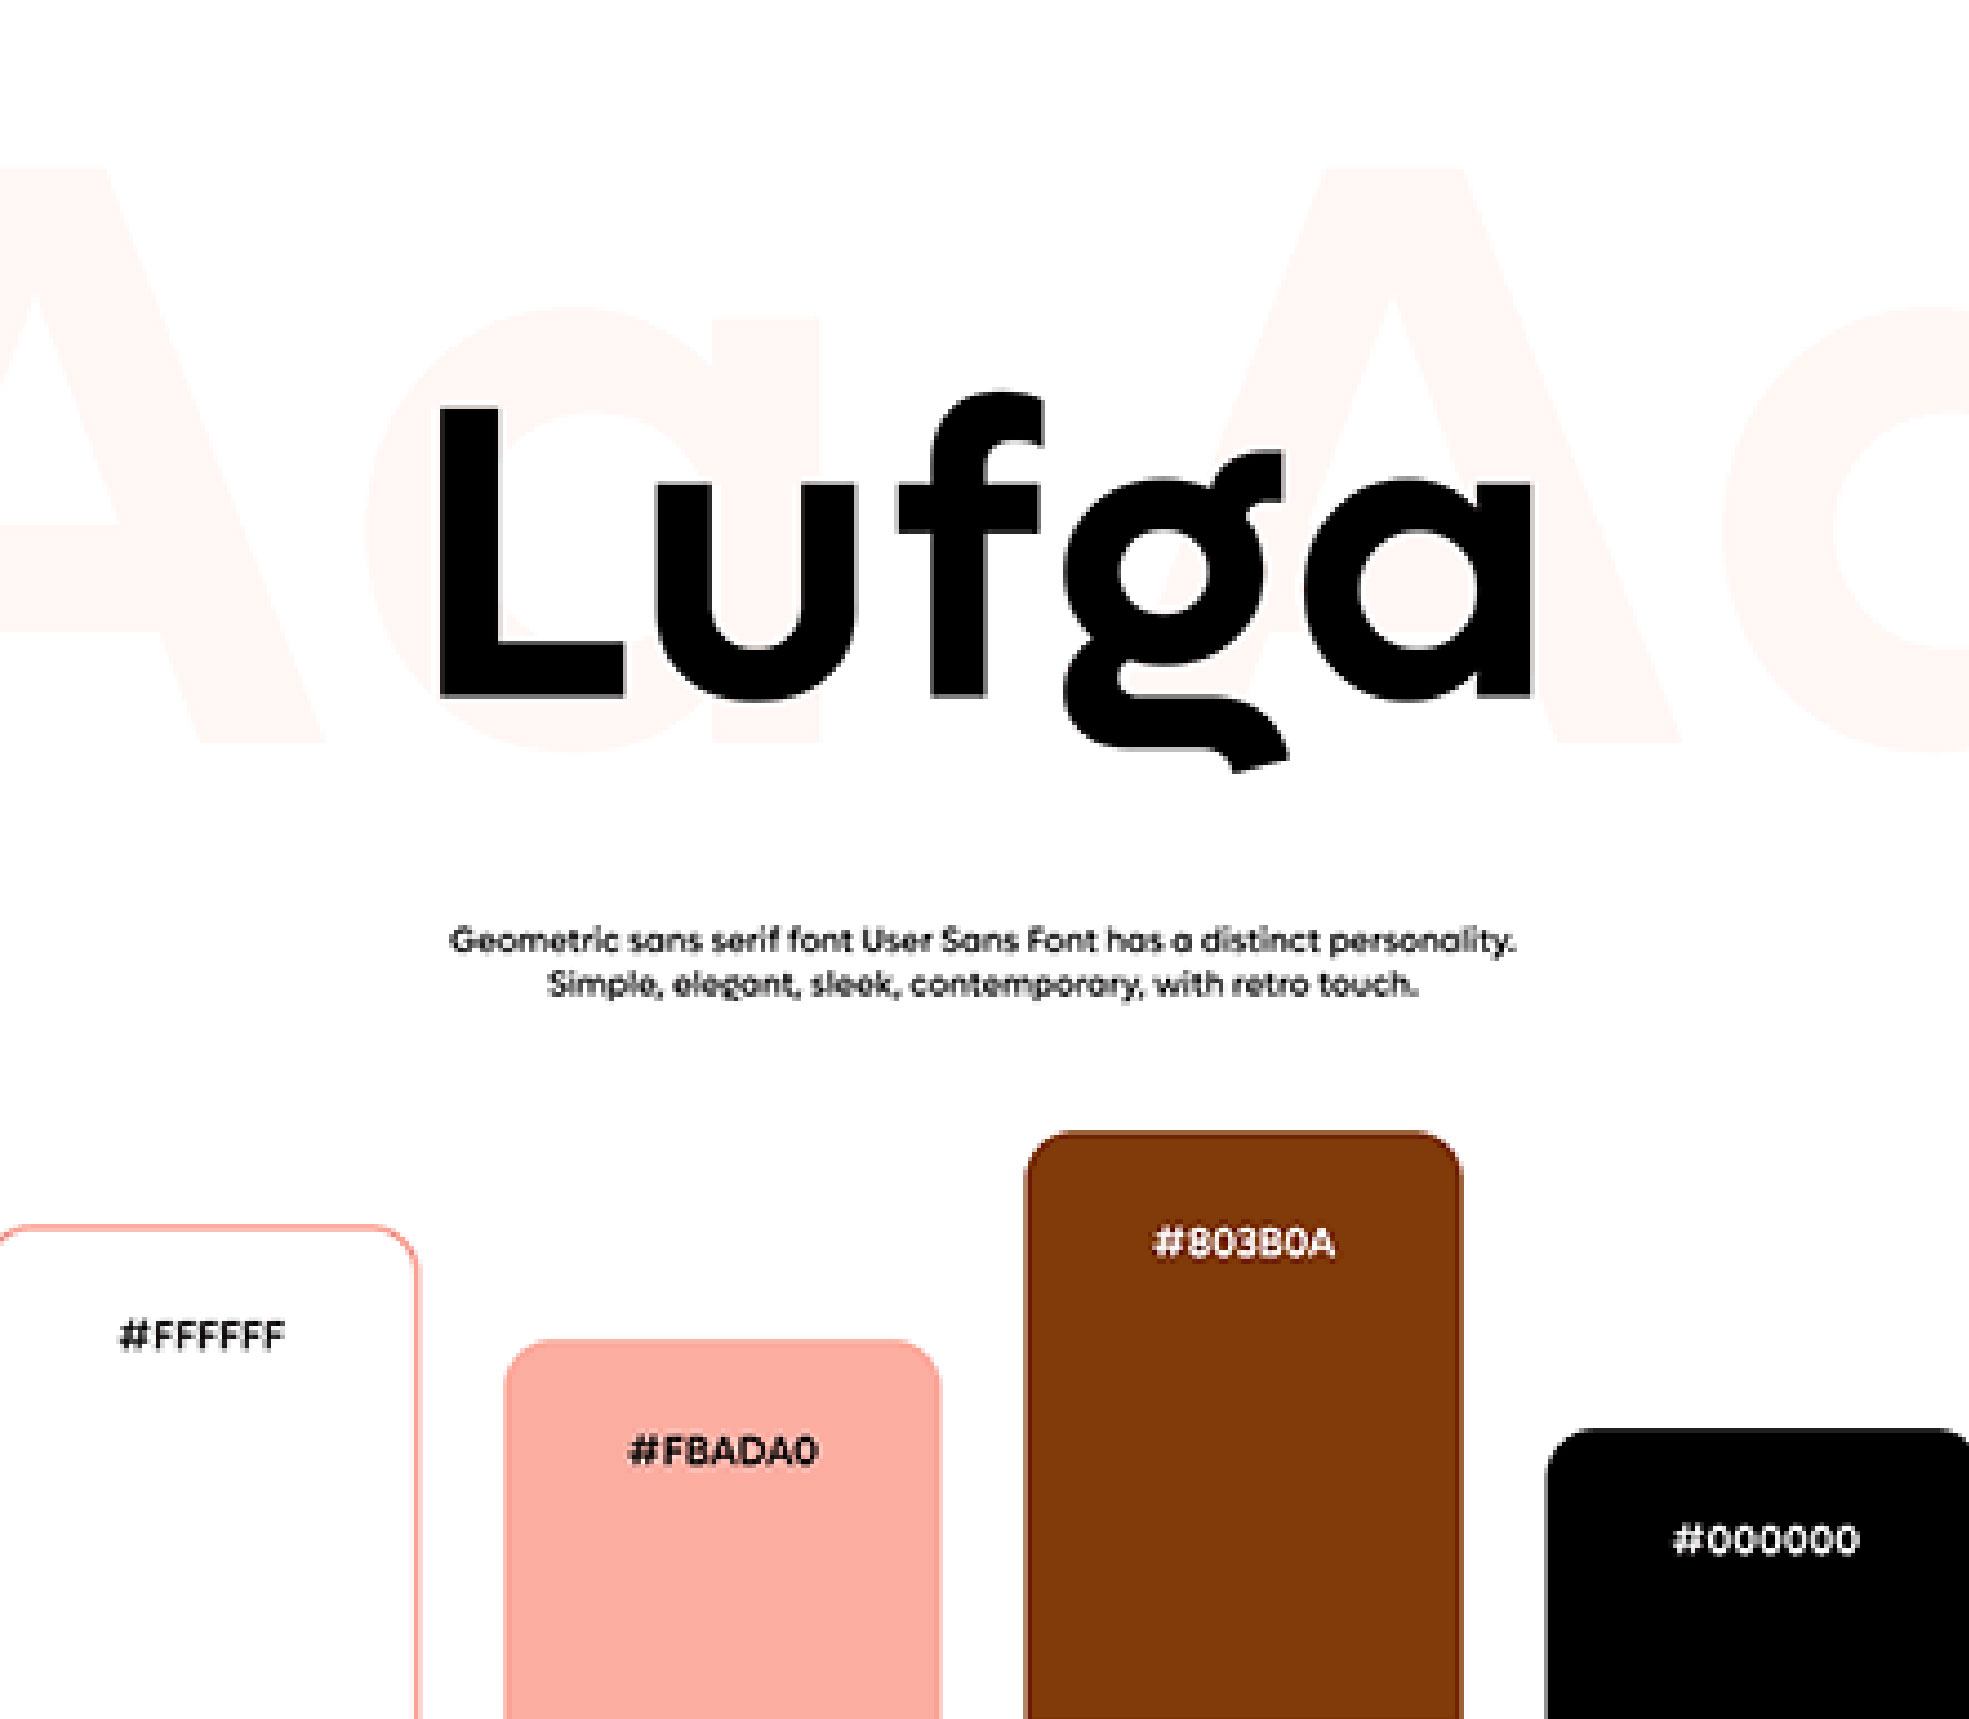 Aa Aa
Lufga
Geometric sans serif font User Sans Font has a distinct personality.
Simple, elegant, sleek, contemporary, with retro touch.
#803B0A
#FFFFFF
#FBADA0
#000000